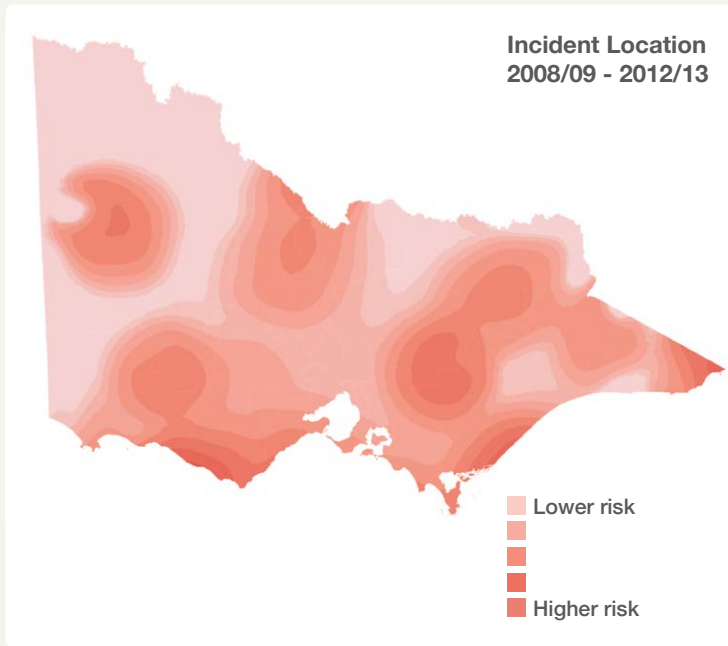 Incident Location
2008/09 - 2012/13
Lower risk
Higher risk